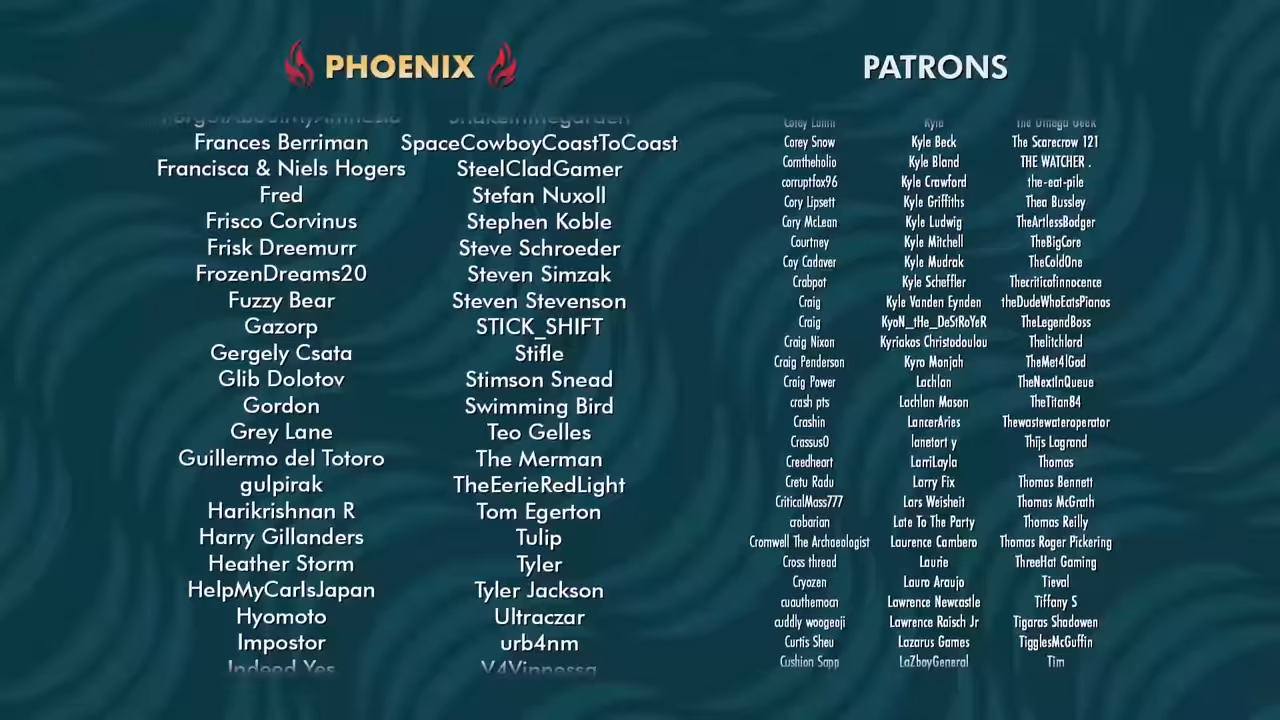 PHOENIX
Frances Berriman
Francisca & Niels Hogers
Fred
Frisco Corvinus
Frisk Dreemurr
FrozenDreams20
Fuzzy Bear
Gazorp
Gergely Csata
Glib Dolotov
Gordon
Grey Lane
Guillermo del Totoro
gulpirak
Harikrishnan R
Harry Gillanders
Heather Storm
HelpMyCarIsJapan
Hyomoto
Impostor
Indeed Yes
SpaceCowboyCoastToCoast
SteelCladGamer
Stefan Nuxoll
Stephen Koble
Steve Schroeder
Steven Simzak
Steven Stevenson
STICK_SHIFT
Stifle
Stimson Snead
Swimming Bird
Teo Gelles
The Merman
TheEerieRedLight
Tom Egerton
Tulip
Tyler
Tyler Jackson
Ultraczar
urb4nm
V4Vinnessa
PATRONS
Corey Snow
Corntheholio
corruptfox96
Cory Lipsett
Cory McLean
Courtney
Coy Cadaver
Crabpot
Craig
Craig
Craig Nixon
Craig Penderson
Craig Power
crash pts
Crashin
Crassus0
Creedheart
Cretu Radu
CriticalMass777
crobarian
Cromwell The Archaeologist
Cross thread
Cryozen
cuauthemocn
cuddly woogeoji
Curtis Sheu
Cushion Sapp
Kyle
Kyle Beck
Kyle Bland
Kyle Crawford
Kyle Griffiths
Kyle Ludwig
Kyle Mitchell
Kyle Mudrak
Kyle Scheffler
Kyle Vanden Eynden
KyoN_tHe_DeStRoYeR
Kyriakos Christodoulou
Kyro Monjah
Lachlan
Lachlan Mason
LancerAries
lanetort y
LarriLayla
Larry Fix
Lars Weisheit
Late To The Party
Laurence Cambero
Laurie
Lauro Araujo
Lawrence Newcastle
Lawrence Raisch Jr
Lazarus Games
LaZboyGeneral
The Omega Geek
The Scarecrow 121
THE WATCHER .
the-eat-pile
Thea Bussley
TheArtlessBodger
TheBigCore
TheColdOne
Thecriticofinnocence
theDudeWhoEatsPianos
TheLegendBoss
Thelitchlord
TheMet4lGod
TheNextInQueue
TheTitan84
Thewastewateroperator
Thijs Lagrand
Thomas
Thomas Bennett
Thomas McGrath
Thomas Reilly
Thomas Roger Pickering
ThreeHat Gaming
Tieval
Tiffany S
Tigaras Shadowen
TigglesMcGuffin
Tim